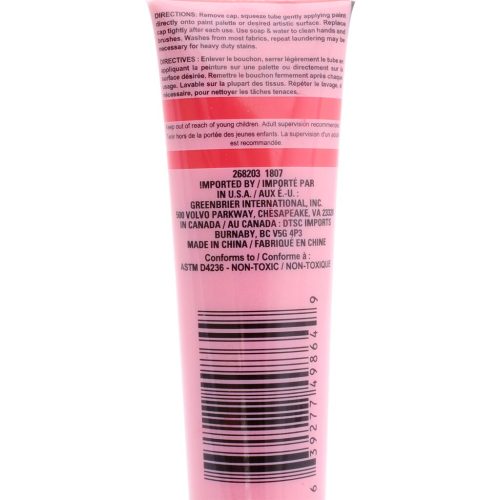 DIRECTIONS: Remove cap, squeeze tube gently applying paint
directly onto paint palette or desired artistic surface. Replace
cap tightly after each use. Use soap & water to clean hands and
brushes. Washes from most fabrics, repeat laundering may be
necessary for heavy duty stains.
DIRECTIVES : Enlever le bouchon, serrer légèrement le tube en
appliquant la peinture sur une palette ou directement sur la
surface désirée. Remettre le bouchon fermement après chaque
usage. Lavable sur la plupart des tissus. Répéter le lavage, si
nécessaire, pour nettoyer les tâches tenaces.
Keep out of reach of young children. Adult supervision recommended.
hors de la portée des jeunes enfants. La supervision d'un
est recommandée.
268203 1807
IMPORTED BY / IMPORTÉ PAR
IN U.S.A. / AUX É.-U. :
GREENBRIER INTERNATIONAL, INC.
500 VOLVO PARKWAY, CHESAPEAKE, VA 23320
IN CANADA / AU CANADA : DTSC IMPORTS
BURNABY, BC V5G 4P3
MADE IN CHINA / FABRIQUÉ EN CHINE
Conforms to / Conforme à :
ASTM D4236 - NON-TOXIC / NON-TOXIQUE
6 39277 49864 9